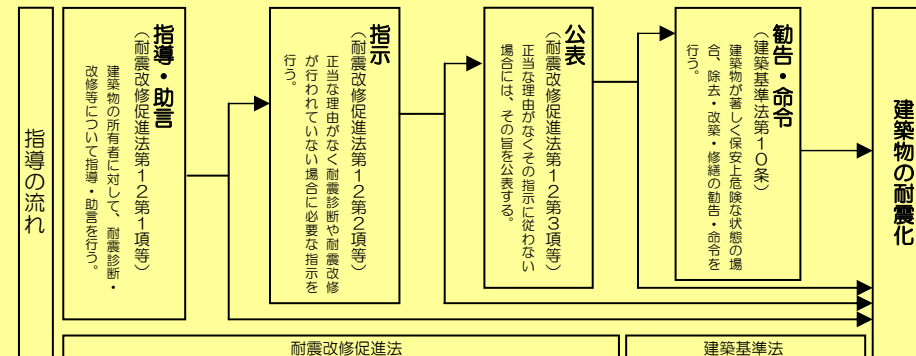 指導の流れ
指導・助言
（耐震改修促進法第１２第１項等）
建築物の所有者に対して、耐震診断・
改修等について指導・助言を行う。
指示
（耐震改修促進法第１２第２項等）
正当な理由がなく耐震診断や耐震改修
が行われていない場合に必要な指示を
行う。
公表
（耐震改修促進法第１２第３項等）
正当な理由がなくその指示に従わない
場合には、その旨を公表する。
勧告・命令
（建築基準法第１０条）
建築物が著しく保安上危険な状態の場
合、除去・改築・修繕の勧告・命令を
行う。
建築物の耐震化
耐震改修促進法
建築基準法